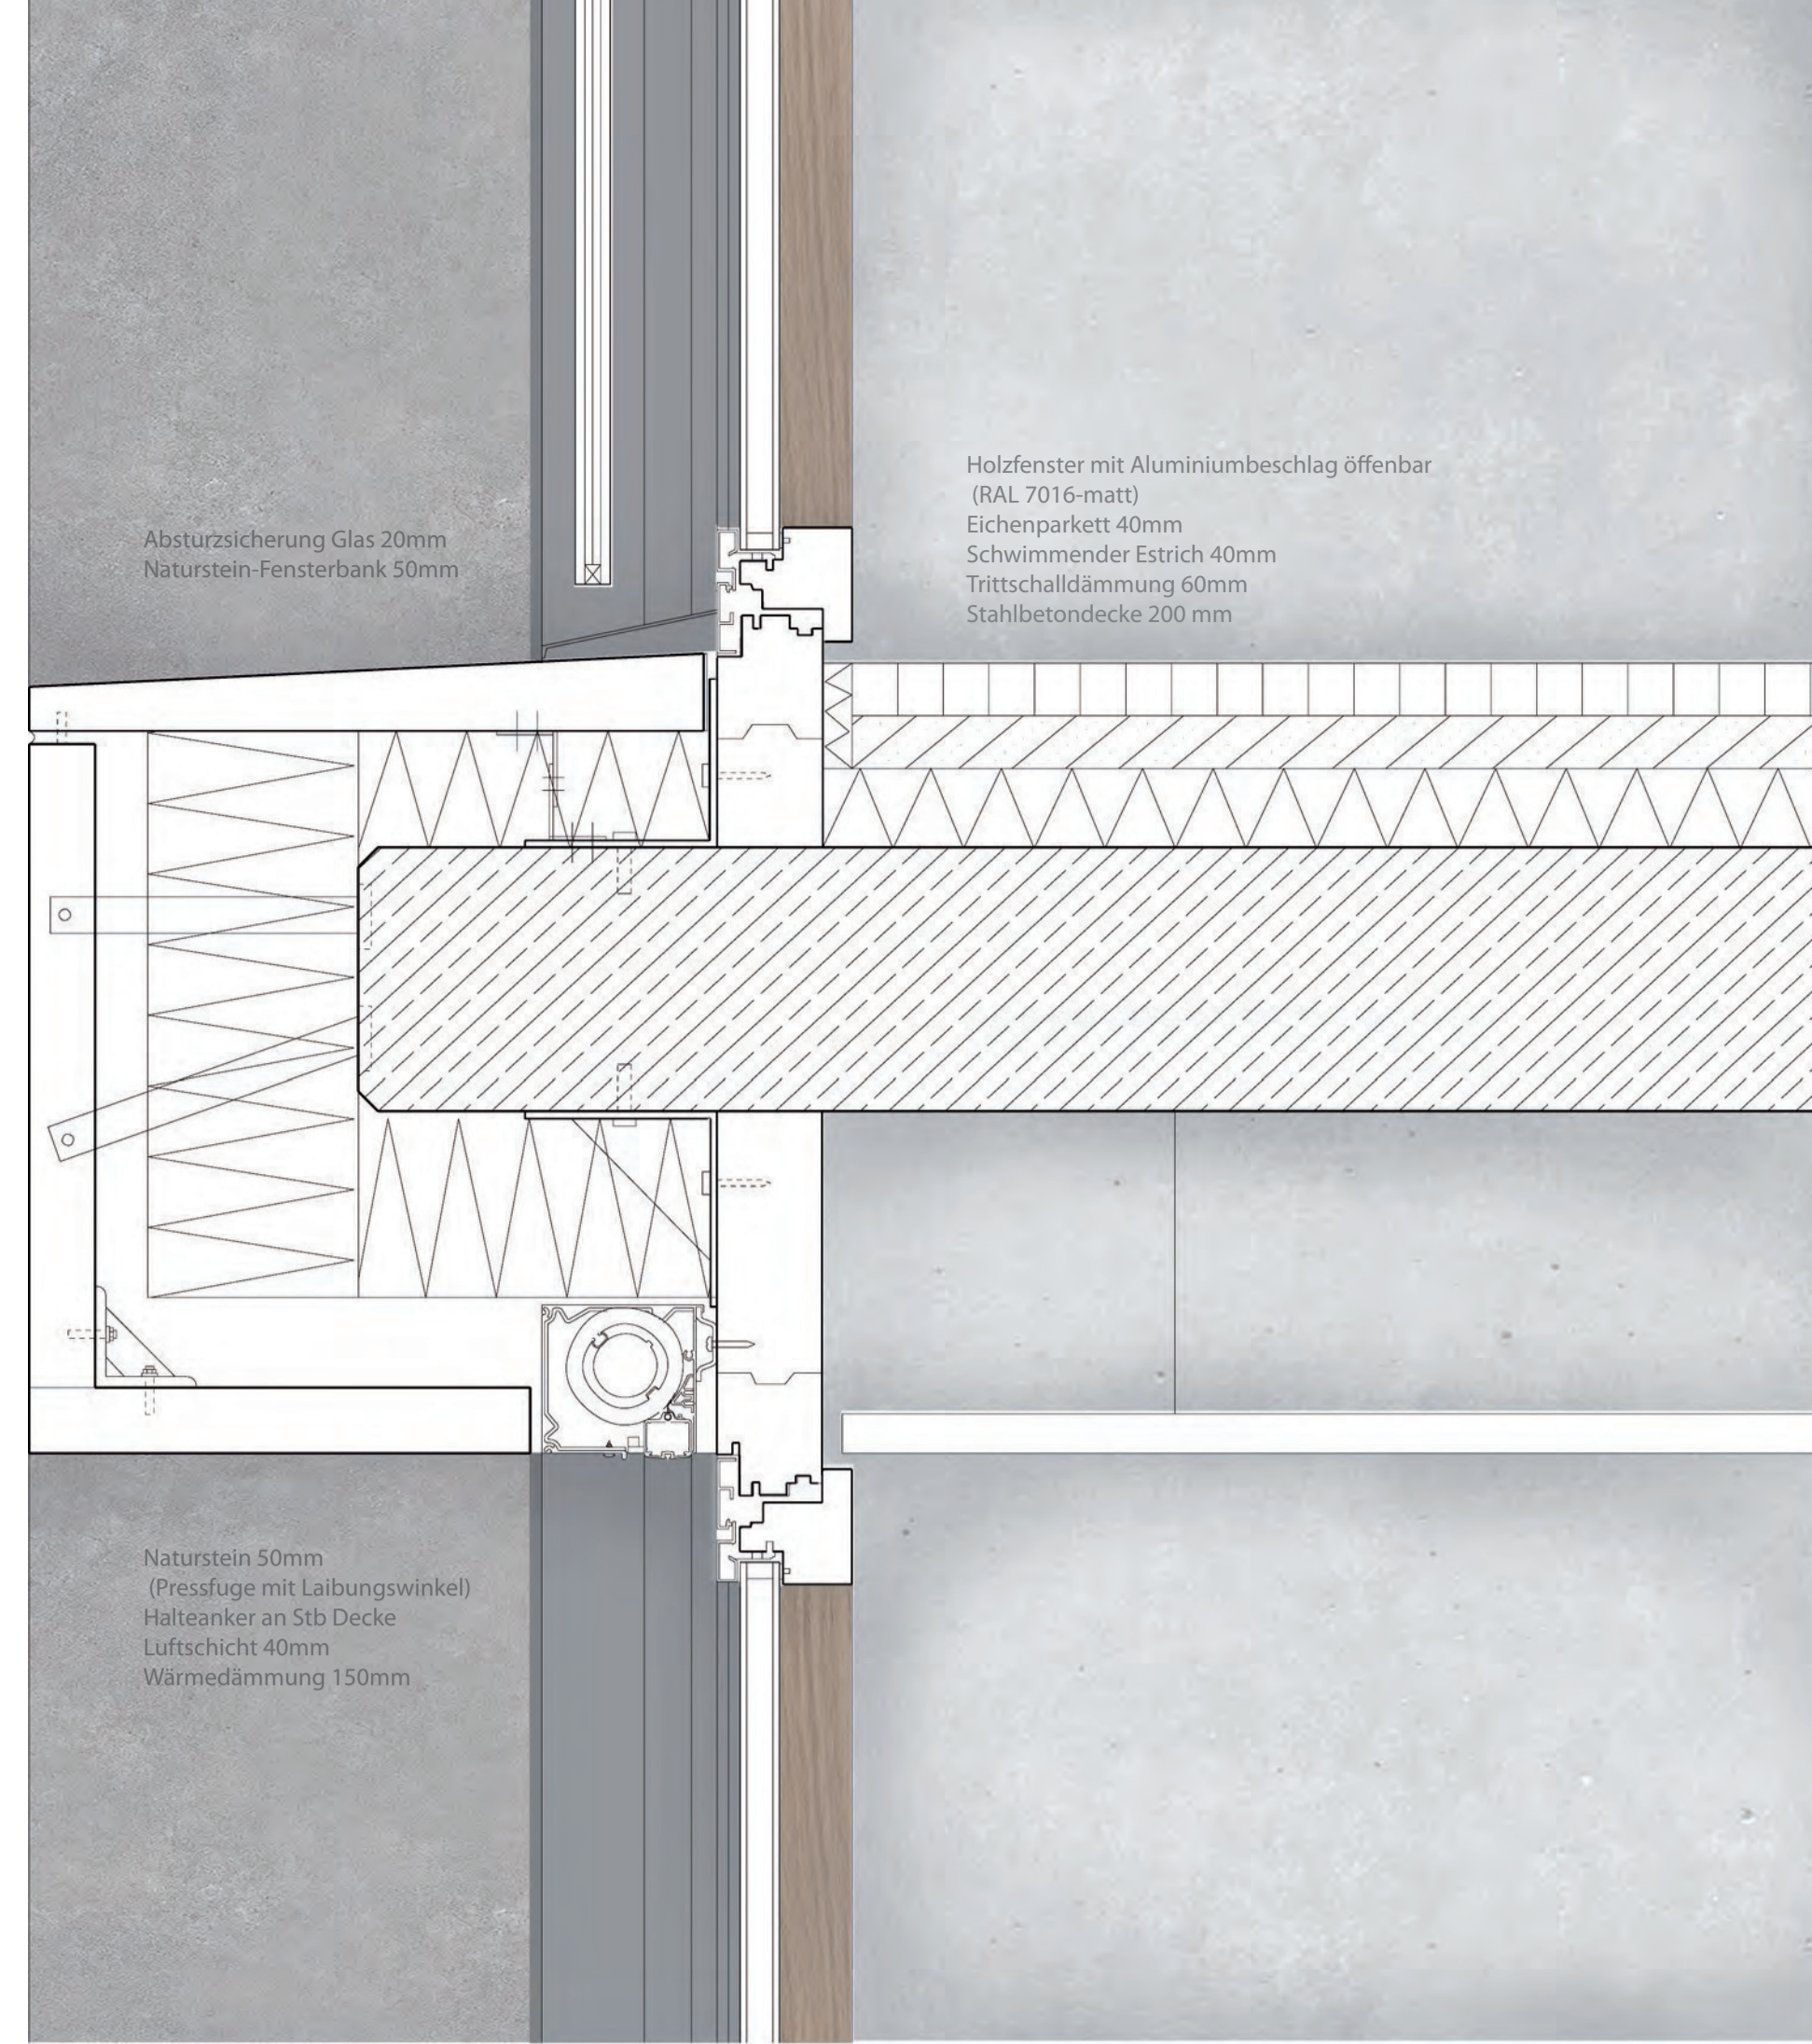 Holzfenster mit Aluminiumbeschlag öffenbar
(RAL 7016-matt)
Eichenparkett 40mm
Schwimmender Estrich 40mm
Trittschalldämmung 60mm
Stahlbetondecke 200 mm
Absturzsicherung Glas 20mm
Naturstein-Fensterbank 50mm
Naturstein 50mm
(Pressfuge mit Laibungswinkel)
Halteanker an Stb Decke
Luftschicht 40mm
Wärmedämmung 150mm